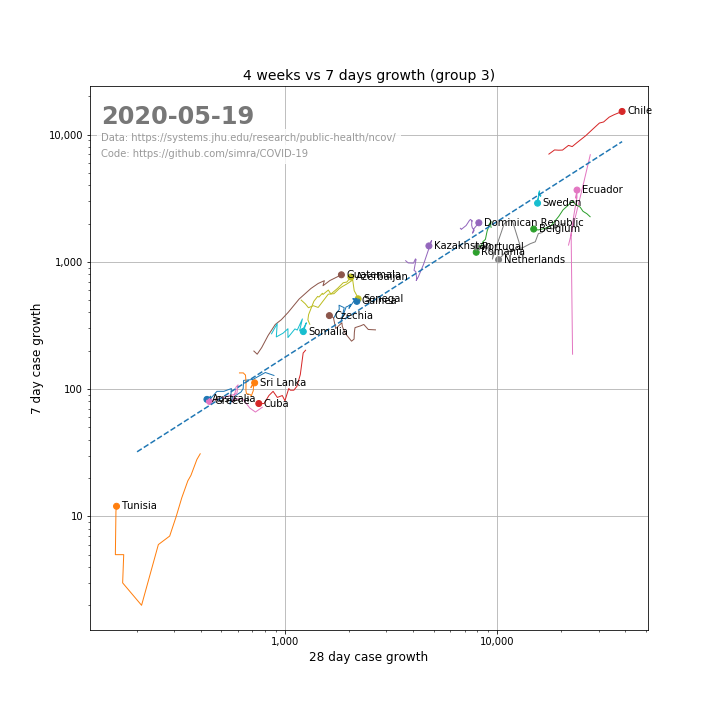 4 weeks vs 7 days growth (group 3)
2020-05-19
Data: https://systems.jhu.edu/research/public-health/ncov/
Code: https://github.com/simra/COVID-19
Chile
10,000
Ecuador
Sweden
Dominican Republic
Belgium
Kazakhstan
Portugal
Romania
Netherlands
1,000
Guatemala
Azerbaijan
Senegal
Guinea
Czechia
Somalia
100
Sri Lanka
Australia
Greece
Cuba
10
Tunisia
7 day case growth
1,000
10,000
28 day case growth